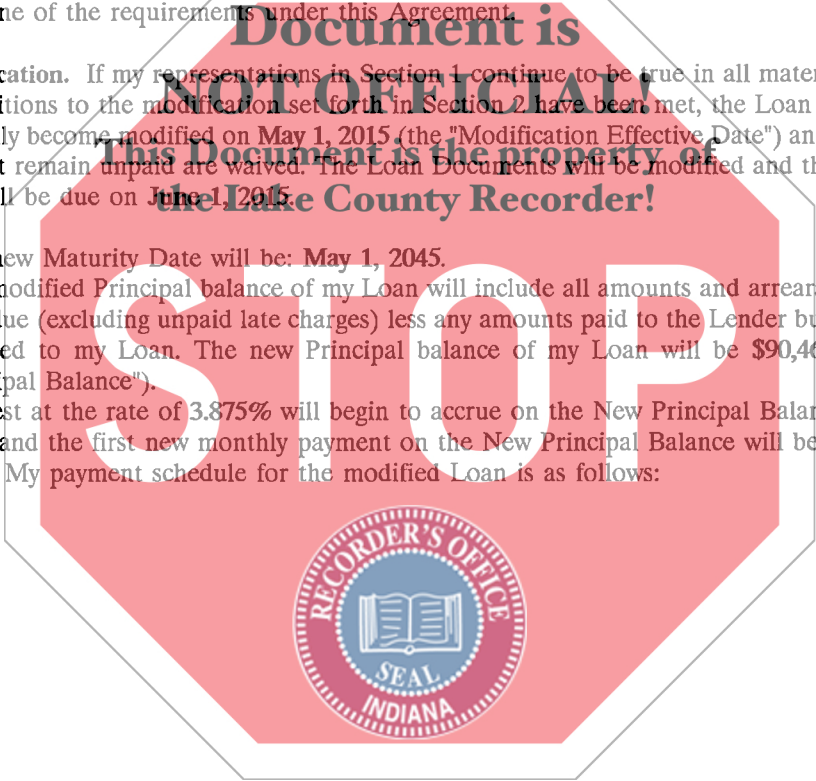 ne of the requirements under this Agreement.
Document is
cation. If my representations in Section 1 continue to be true in all mater
NOT OFFICIAL!
itions to the modification set forth in Section 2 have been met, the Loan
ly become modified on May 1, 2015 (the "Modification Effective Date") an
This Document is the property of
t remain unpaid are waived. The Loan Documents will be modified and th
ll be due on June 1, 2015.
the Lake County Recorder!
ew Maturity Date will be: May 1, 2045.
nodified Principal balance of my Loan will include all amounts and arrear
ue (excluding unpaid late charges) less any amounts paid to the Lender bu
ed to my Loan. The new Principal balance of my Loan will be $90,46
ipal Balance").
est at the rate of 3.875% will begin to accrue on the New Principal Balan
and the first new monthly payment on the New Principal Balance will be
My payment schedule for the modified Loan is as follows:
STOP
RECORDER'S OFFICE
SEAL
INDIANA